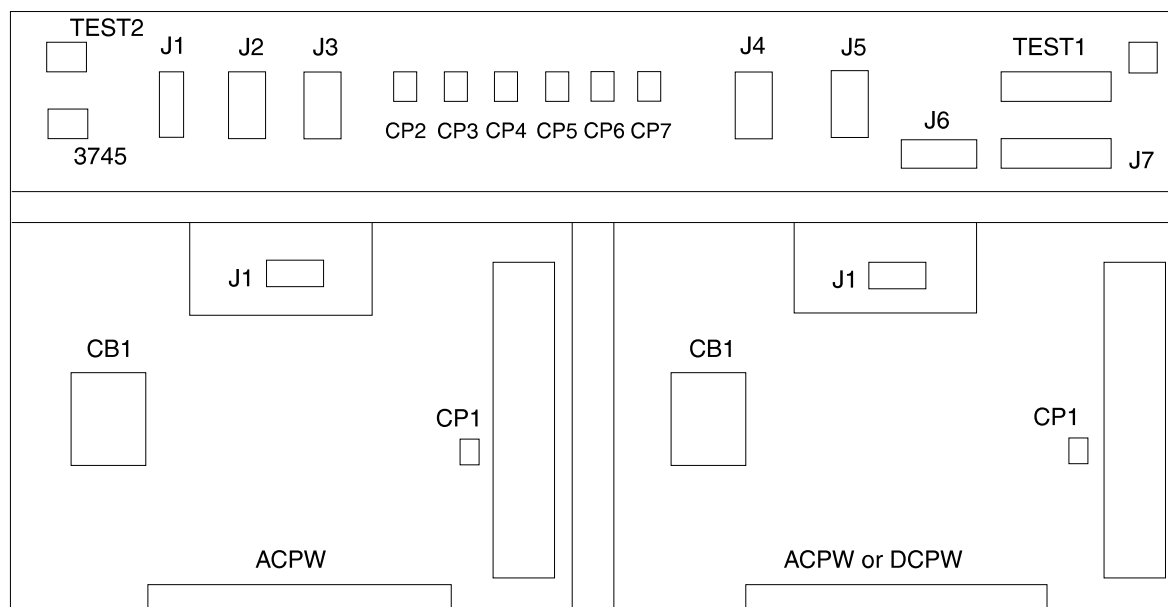 TEST2
J1 J2 J3 J4 J5 TEST1
CP2 CP3 CP4 CP5 CP6 CP7 J6
3745 J7
J1 J1
CB1 CB1
CP1 CP1
ACPW ACPW or DCPW